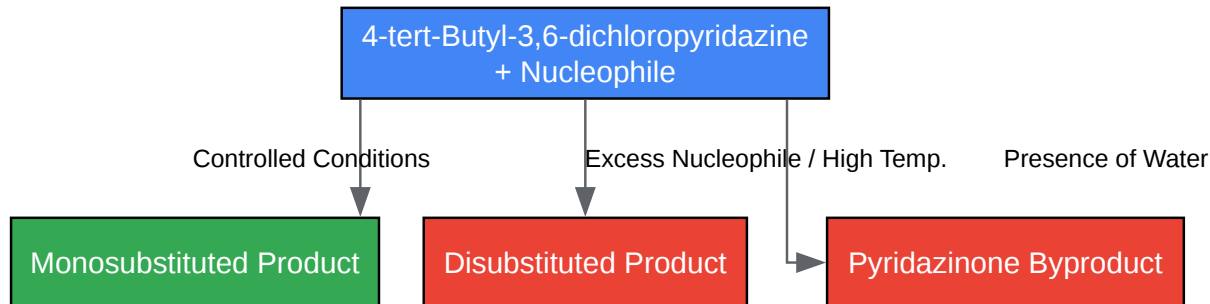 4-tert-Butyl-3,6-dichloropyridazine
+ Nucleophile
Controlled Conditions
Excess Nucleophile / High Temp.
Presence of Water
Monosubstituted Product
Disubstituted Product
Pyridazinone Byproduct